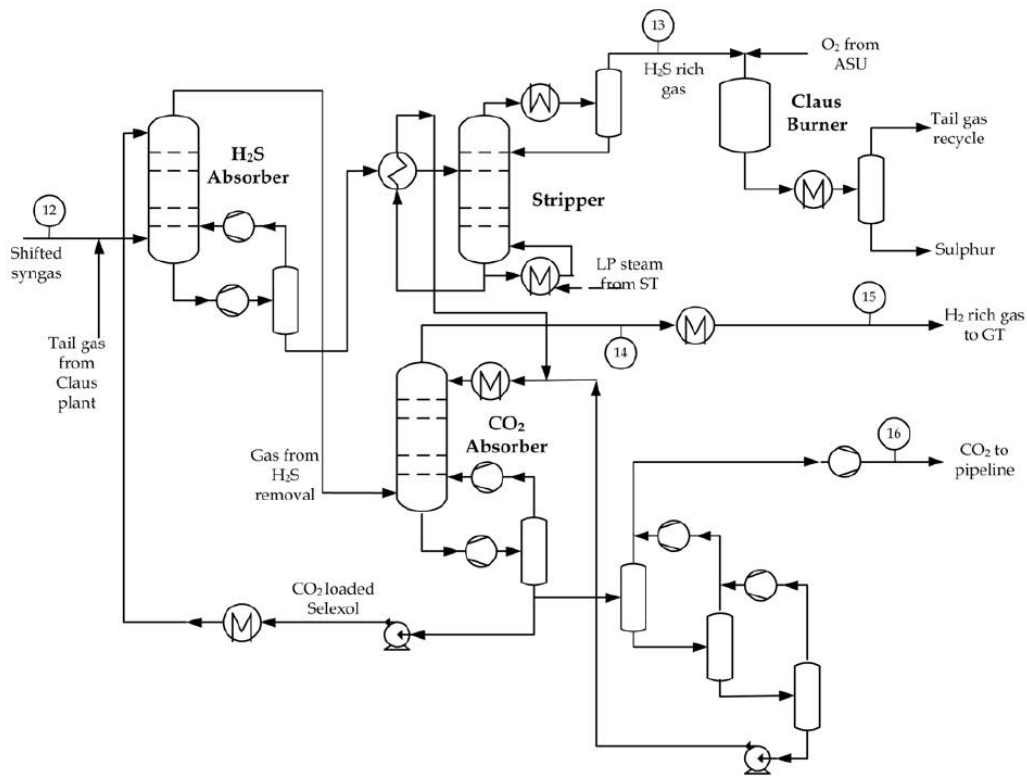 13
H₂S rich
gas
O₂ from
ASU
Claus
Burner
Tail gas
recycle
Sulphur
H₂S
Absorber
12
Shifted
syngas
Tail gas
from
Claus
plant
Stripper
LP steam
from ST
14
15
H₂ rich gas
to GT
CO₂
Absorber
Gas from
H₂S
removal
16
CO₂ to
pipeline
CO₂ loaded
Selexol